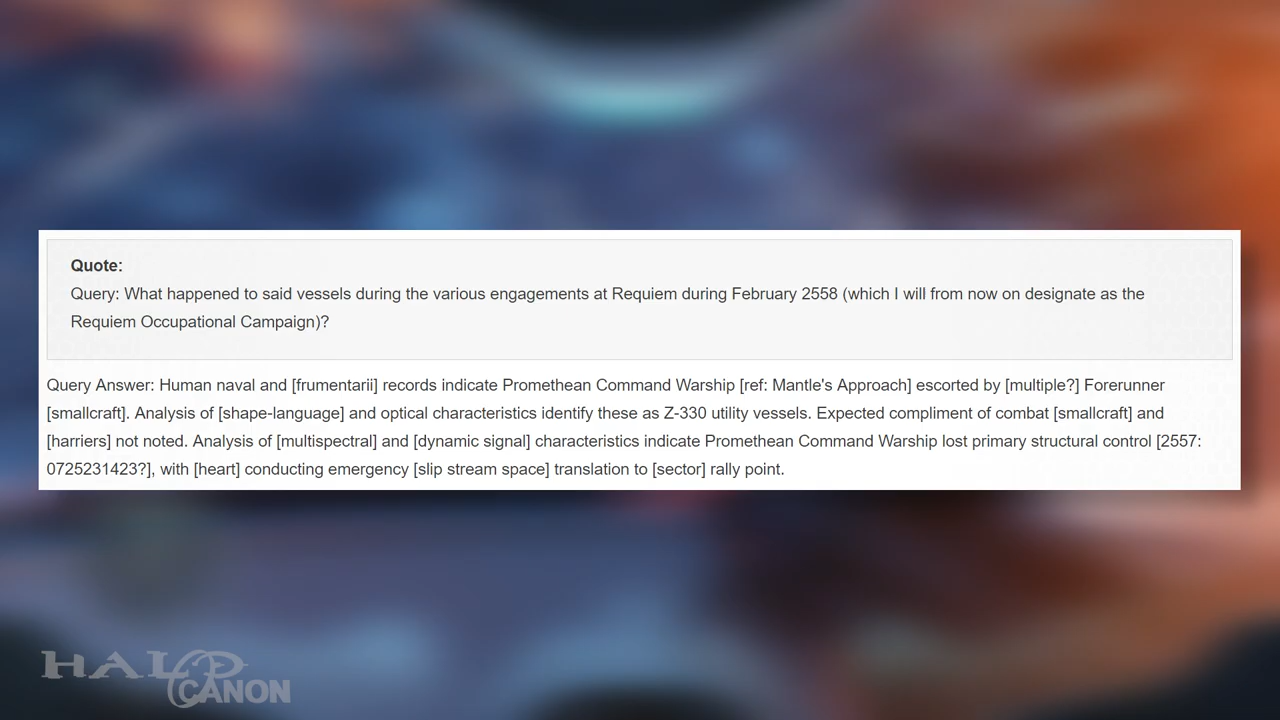 Quote:
Query: What happened to said vessels during the various engagements at Requiem during February 2558 (which I will from now on designate as the
Requiem Occupational Campaign)?
Query Answer: Human naval and [frumentarii] records indicate Promethean Command Warship [ref: Mantle's Approach] escorted by [multiple?] Forerunner
[smallcraft]. Analysis of [shape-language] and optical characteristics identify these as Z-330 utility vessels. Expected compliment of combat [smallcraft] and
[harriers] not noted. Analysis of [multispectral] and [dynamic signal] characteristics indicate Promethean Command Warship lost primary structural control [2557:
0725231423?], with [heart] conducting emergency [slip stream space] translation to [sector] rally point.
HALO
CANON